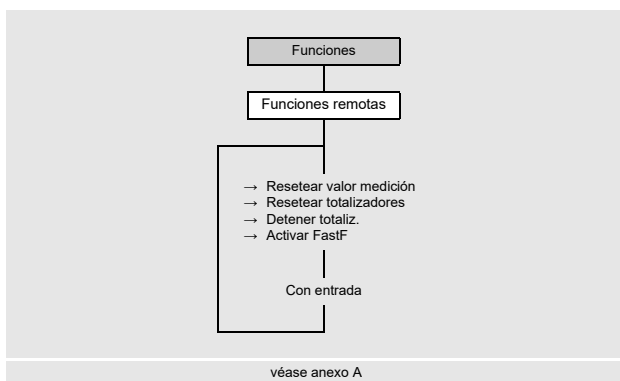 Funciones
Funciones remotas
→ Resetear valor medición
→ Resetear totalizadores
→ Detener totaliz.
→ Activar FastF
Con entrada
véase anexo A